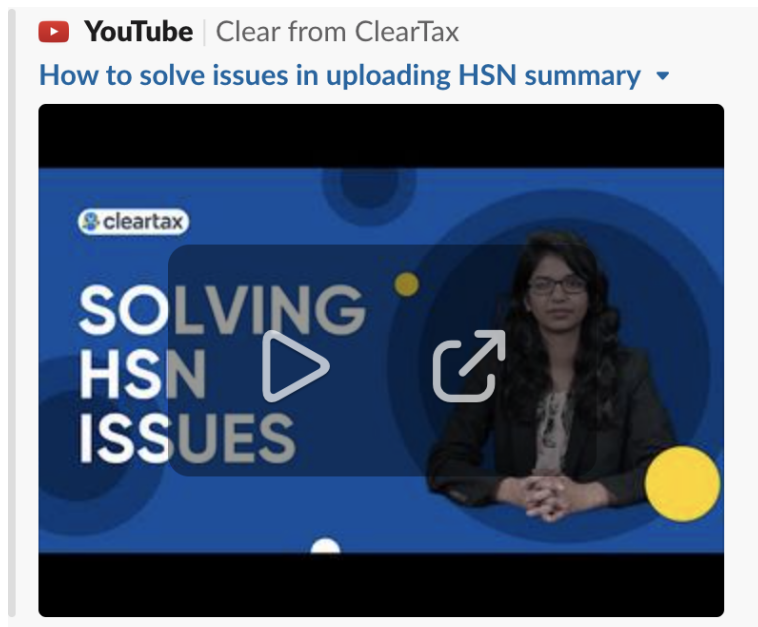 YouTube | Clear from ClearTax
How to solve issues in uploading HSN summary
cleartax
SOLVING
HSN
ISSUES